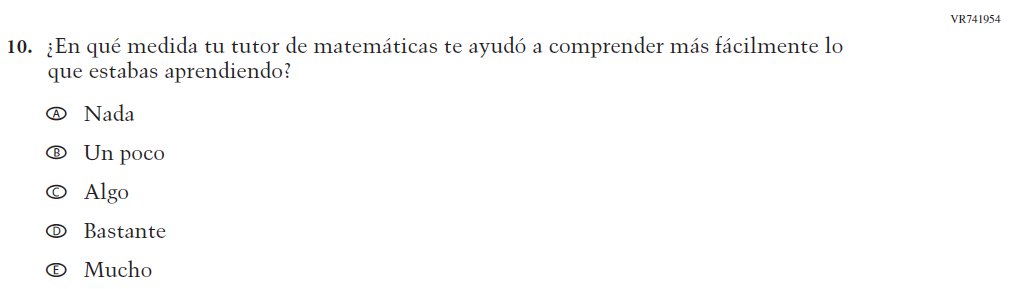 VR741954
10. ¿En qué medida tu tutor de matemáticas te ayudó a comprender más fácilmente lo
que estabas aprendiendo?
A Nada
B Un poco
C Algo
D Bastante
E Mucho